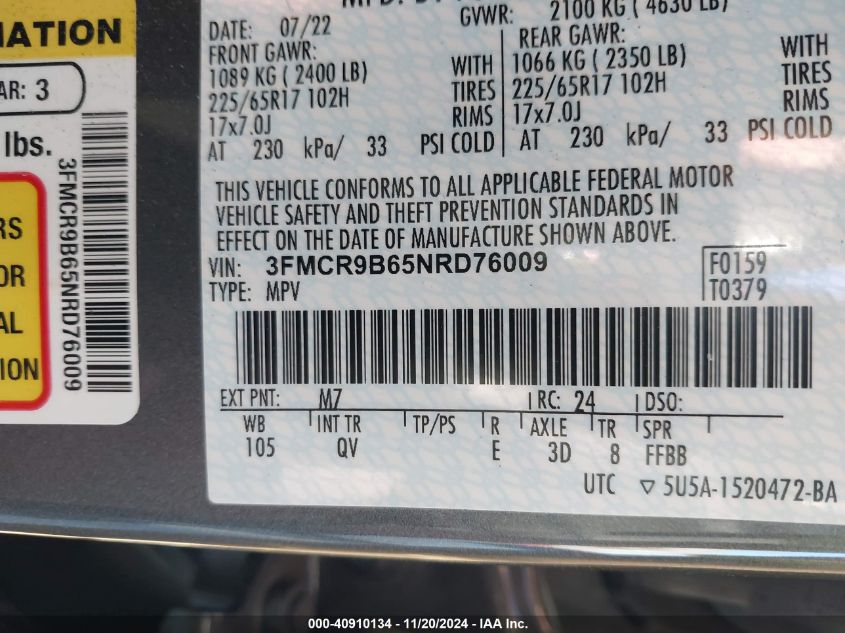 MATION
AR: 3
lbs.
RS
OR
AL
ION
3FMCR9B65NRD76009
DATE: 07/22
GVWR: 2100 KG ( 4630 LB)
FRONT GAWR:
1089 KG ( 2400 LB) WITH
225/65R17 102H TIRES
17x7.0J RIMS
AT 230 kPa/ 33 PSI COLD
REAR GAWR:
1066 KG ( 2350 LB) WITH
225/65R17 102H TIRES
17x7.0J RIMS
AT 230 kPa/ 33 PSI COLD
THIS VEHICLE CONFORMS TO ALL APPLICABLE FEDERAL MOTOR
VEHICLE SAFETY AND THEFT PREVENTION STANDARDS IN
EFFECT ON THE DATE OF MANUFACTURE SHOWN ABOVE.
VIN: 3FMCR9B65NRD76009 F0159
TYPE: MPV T0379
EXT PNT: M7 RC: 24 DSO:
WB INT TR TP/PS R AXLE TR SPR
105 QV E 3D 8 FFBB
UTC ▽ 5U5A-1520472-BA
000-40910134 - 11/20/2024 - IAA Inc.